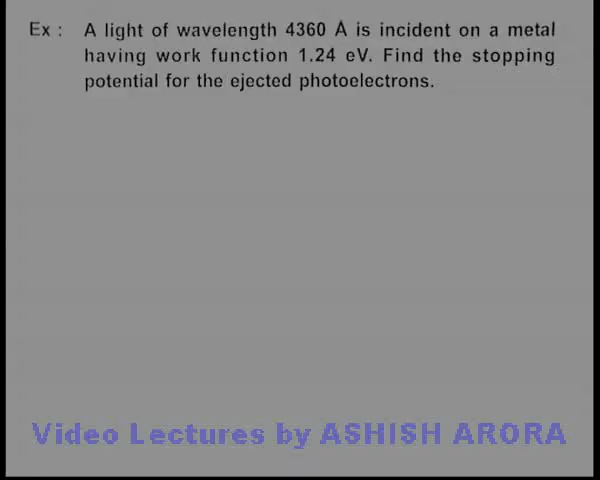 Ex : A light of wavelength 4360 Å is incident on a metal
having work function 1.24 eV. Find the stopping
potential for the ejected photoelectrons.
Video Lectures by ASHISH ARORA